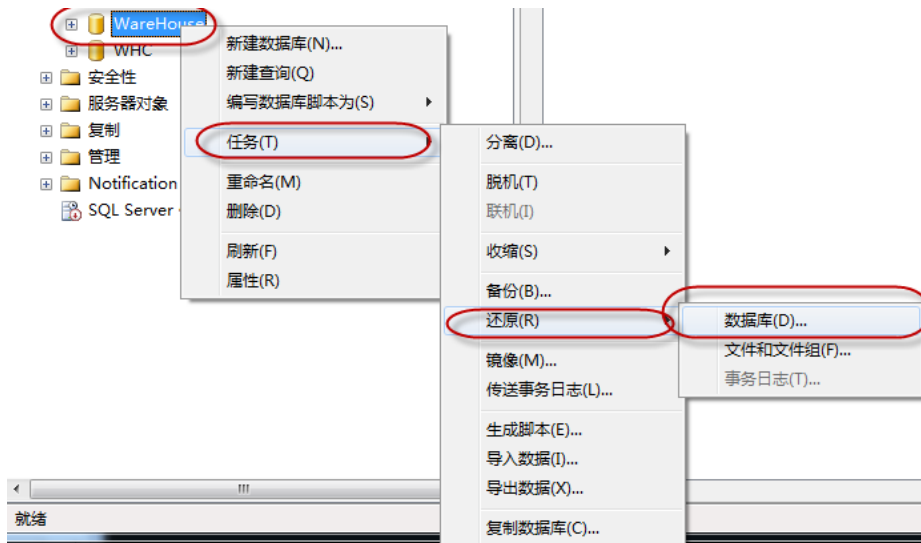 WareHouse
WHC
安全性
服务器对象
复制
管理
Notification
SQL Server
新建数据库(N)...
新建查询(Q)
编写数据库脚本为(S)
任务(T)
重命名(M)
删除(D)
刷新(F)
属性(R)
分离(D)...
脱机(T)
联机(I)
收缩(S)
备份(B)...
还原(R)
镜像(M)...
传送事务日志(L)...
生成脚本(E)...
导入数据(I)...
导出数据(X)...
复制数据库(C)...
数据库(D)...
文件和文件组(F)...
事务日志(T)...
就绪